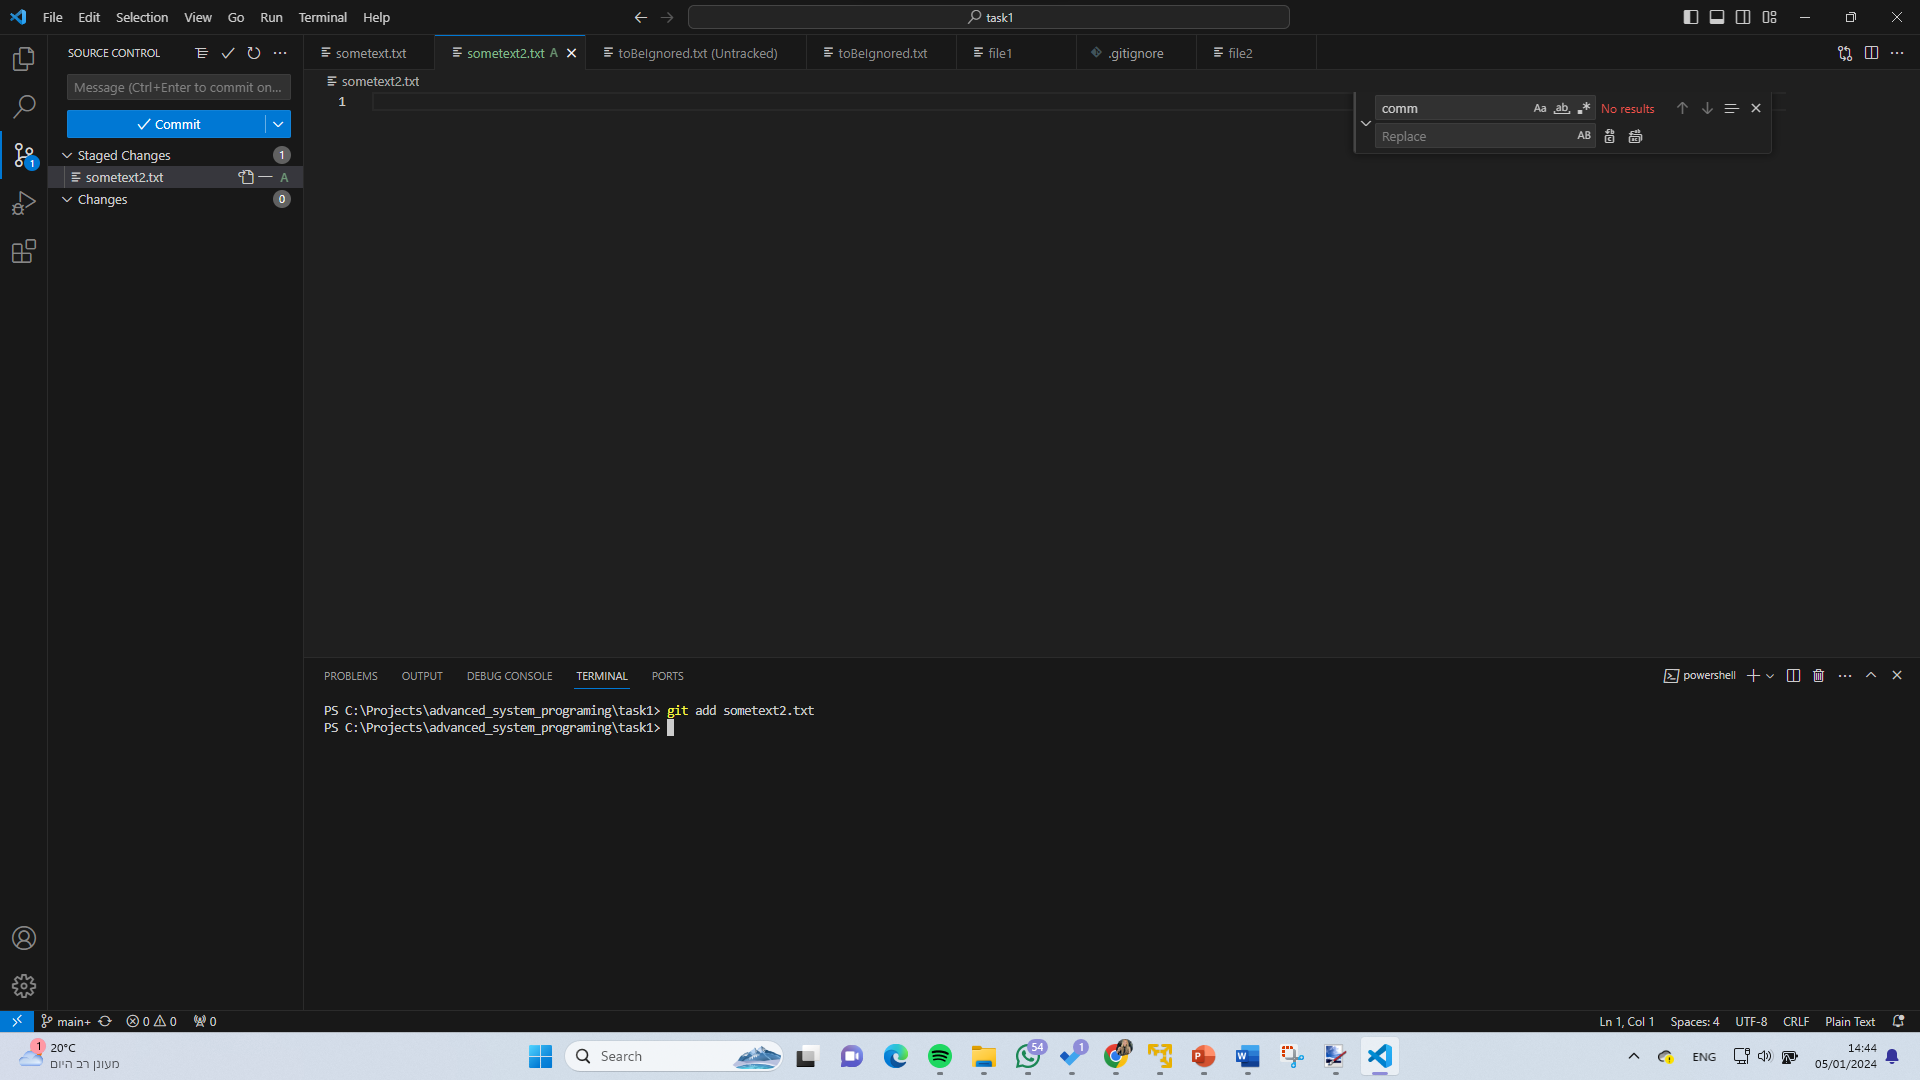 File Edit Selection View Go Run Terminal Help
task1
SOURCE CONTROL
Message (Ctrl+Enter to commit on...
Commit
Staged Changes 1
sometext2.txt A
Changes 0
1
sometext.txt
sometext2.txt A
toBeIgnored.txt (Untracked)
toBeIgnored.txt
file1
.gitignore
file2
sometext2.txt
1
comm Aa ab No results
Replace AB
PROBLEMS OUTPUT DEBUG CONSOLE TERMINAL PORTS
powershell
PS C:\Projects\advanced_system_programing\task1> git add sometext2.txt
PS C:\Projects\advanced_system_programing\task1>
main+ 0 0 0
Ln 1, Col 1 Spaces: 4 UTF-8 CRLF Plain Text
1
20°C
מעונן רב היום
Search
54
1
ENG
14:44
05/01/2024